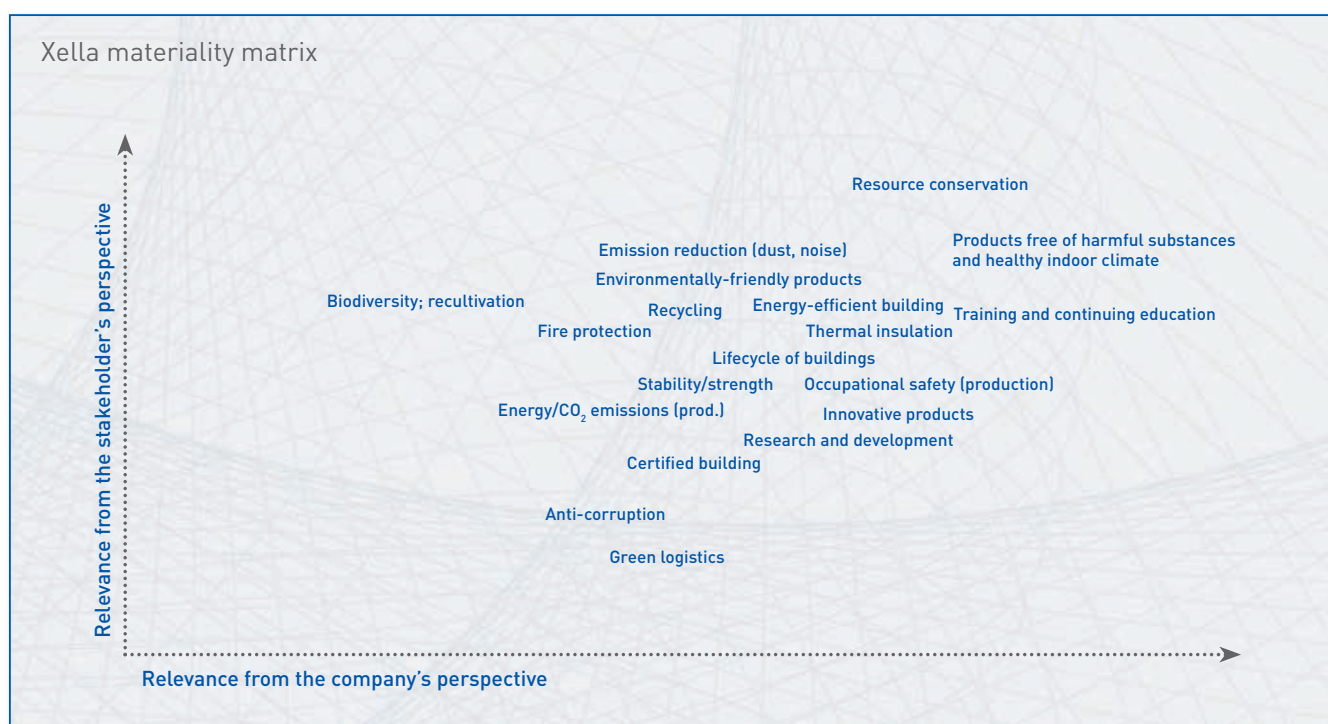 Xella materiality matrix
Relevance from the stakeholder's perspective
Resource conservation
Products free of harmful substances
and healthy indoor climate
Emission reduction (dust, noise)
Environmentally-friendly products
Biodiversity; recultivation
Recycling
Energy-efficient building
Training and continuing education
Fire protection
Thermal insulation
Lifecycle of buildings
Stability/strength
Occupational safety (production)
Energy/CO₂ emissions (prod.)
Innovative products
Research and development
Certified building
Anti-corruption
Green logistics
Relevance from the company's perspective